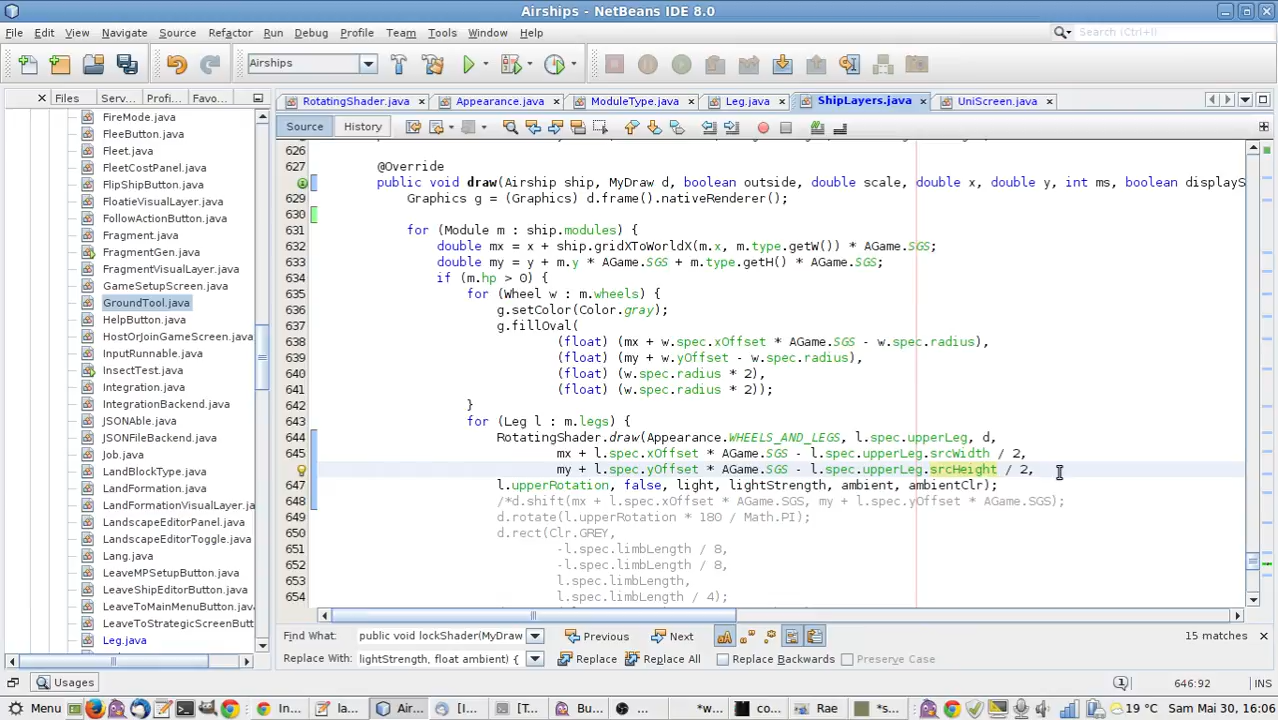 Airships - NetBeans IDE 8.0
File Edit View Navigate Source Refactor Run Debug Profile Team Tools Window Help
Search (Ctrl+I)
Airships
Files Serv... Profi... Favo...
RotatingShader.java Appearance.java ModuleType.java Leg.java ShipLayers.java UniScreen.java
Source History
FireMode.java
FleeButton.java
Fleet.java
FleetCostPanel.java
FlipShipButton.java
FloatieVisualLayer.java
FollowActionButton.java
Fragment.java
FragmentGen.java
FragmentVisualLayer.java
GameSetupScreen.java
GroundTool.java
HelpButton.java
HostOrJoinGameScreen.java
InputRunnable.java
InsectTest.java
Integration.java
IntegrationBackend.java
JSONAble.java
JSONFileBackend.java
Job.java
LandBlockType.java
LandFormation.java
LandFormationVisualLayer.java
LandscapeEditorPanel.java
LandscapeEditorToggle.java
Lang.java
LeaveMPSetupButton.java
LeaveShipEditorButton.java
LeaveToMainMenuButton.java
LeaveToStrategicScreenButt
Leg.java
626
627 @Override
public void draw(Airship ship, MyDraw d, boolean outside, double scale, double x, double y, int ms, boolean displayS
629 Graphics g = (Graphics) d.frame().nativeRenderer();
630
631 for (Module m : ship.modules) {
632 double mx = x + ship.gridXToWorldX(m.x, m.type.getW()) * AGame.SGS;
633 double my = y + m.y * AGame.SGS + m.type.getH() * AGame.SGS;
634 if (m.hp > 0) {
635 for (Wheel w : m.wheels) {
636 g.setColor(Color.gray);
637 g.fillOval(
638 (float) (mx + w.spec.xOffset * AGame.SGS - w.spec.radius),
639 (float) (my + w.yOffset - w.spec.radius),
640 (float) (w.spec.radius * 2),
641 (float) (w.spec.radius * 2));
642 }
643 for (Leg l : m.legs) {
644 RotatingShader.draw(Appearance.WHEELS_AND_LEGS, l.spec.upperLeg, d,
645 mx + l.spec.xOffset * AGame.SGS - l.spec.upperLeg.srcWidth / 2,
my + l.spec.yOffset * AGame.SGS - l.spec.upperLeg.srcHeight / 2,
647 l.upperRotation, false, light, lightStrength, ambient, ambientClr);
648 /*d.shift(mx + l.spec.xOffset * AGame.SGS, my + l.spec.yOffset * AGame.SGS);
649 d.rotate(l.upperRotation * 180 / Math.PI);
650 d.rect(Clr.GREY,
651 -l.spec.limbLength / 8,
652 -l.spec.limbLength / 8,
653 l.spec.limbLength,
654 l.spec.limbLength / 4);
Find What: public void lockShader(MyDraw Previous Next 15 matches
Replace With: lightStrength, float ambient) { Replace Replace All Replace Backwards Preserve Case
Usages
1 646:92 INS
Menu In... la... Air... [I... [T... Bu... ... *w... co... Rae *s... 19 °C Sam Mai 30, 16:06